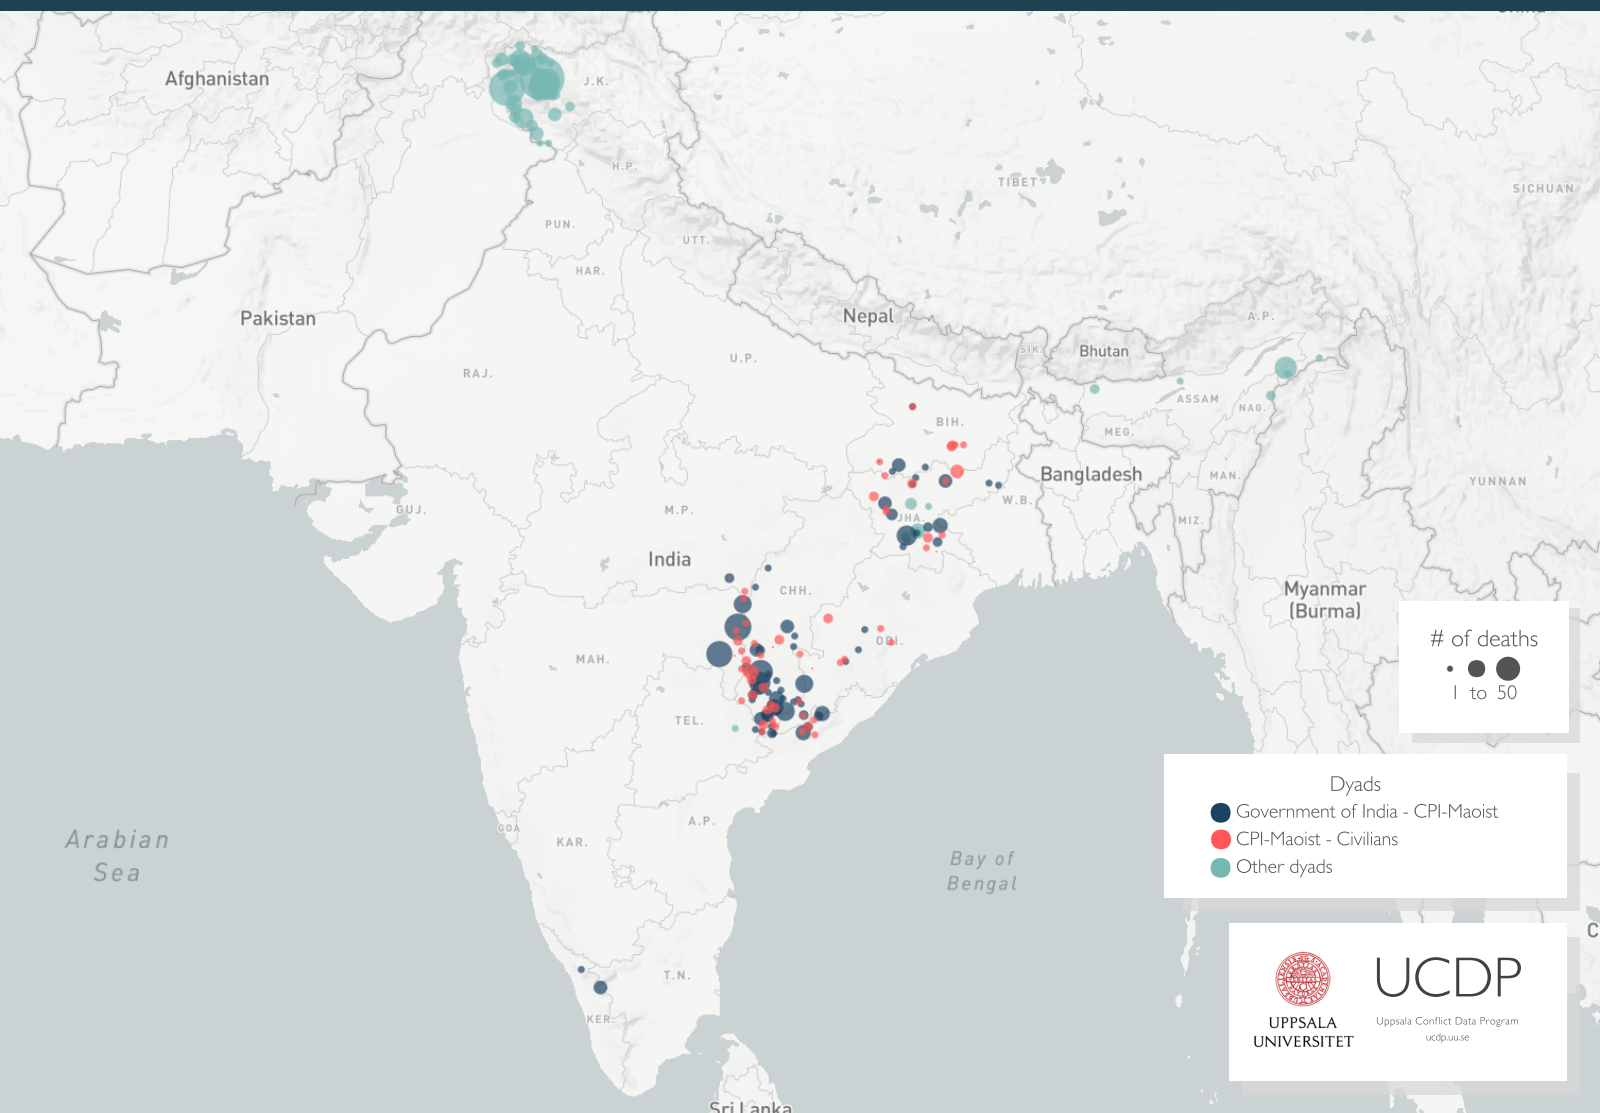 China
Afghanistan
J.K.
H.P.
TIBET
SICHUAN
PUN.
UTT.
HAR.
Pakistan
Nepal
A.P.
SIK.
Bhutan
U.P.
RAJ.
ASSAM
NAG.
BIH.
MEG.
Bangladesh
MAN.
YUNNAN
W.B.
GUJ.
M.P.
JHA.
MIZ.
India
CHH.
Myanmar
(Burma)
ODI.
MAH.
TEL.
GOA
A.P.
KAR.
Arabian
Sea
Bay of
Bengal
T.N.
KER.
Sri Lanka
# of deaths
1 to 50
Dyads
Government of India - CPI-Maoist
CPI-Maoist - Civilians
Other dyads
C
UPPSALA
UNIVERSITET
UCDP
Uppsala Conflict Data Program
ucdp.uu.se